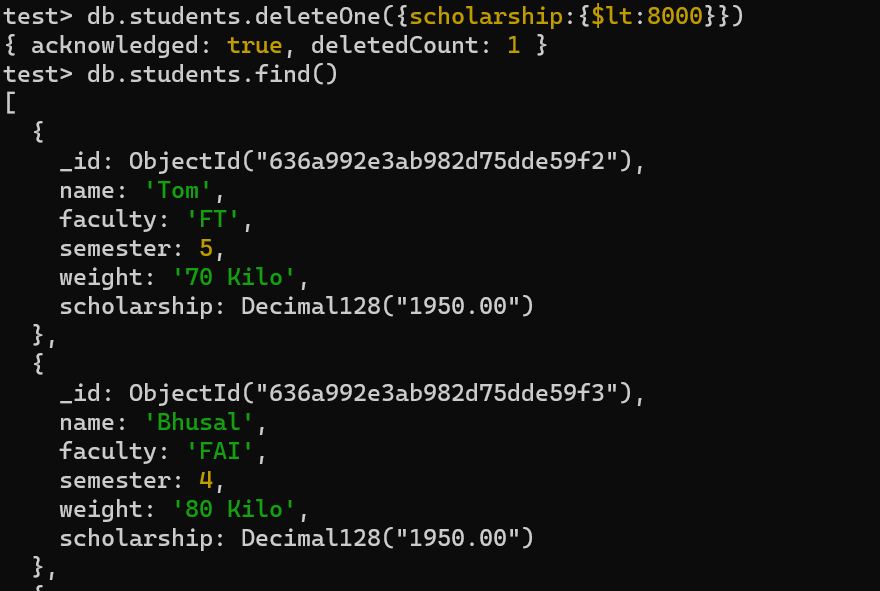 test> db.students.deleteOne({scholarship:{$lt:8000}})
{ acknowledged: true, deletedCount: 1 }
test> db.students.find()
[
  {
    _id: ObjectId("636a992e3ab982d75dde59f2"),
    name: 'Tom',
    faculty: 'FT',
    semester: 5,
    weight: '70 Kilo',
    scholarship: Decimal128("1950.00")
  },
  {
    _id: ObjectId("636a992e3ab982d75dde59f3"),
    name: 'Bhusal',
    faculty: 'FAI',
    semester: 4,
    weight: '80 Kilo',
    scholarship: Decimal128("1950.00")
  },